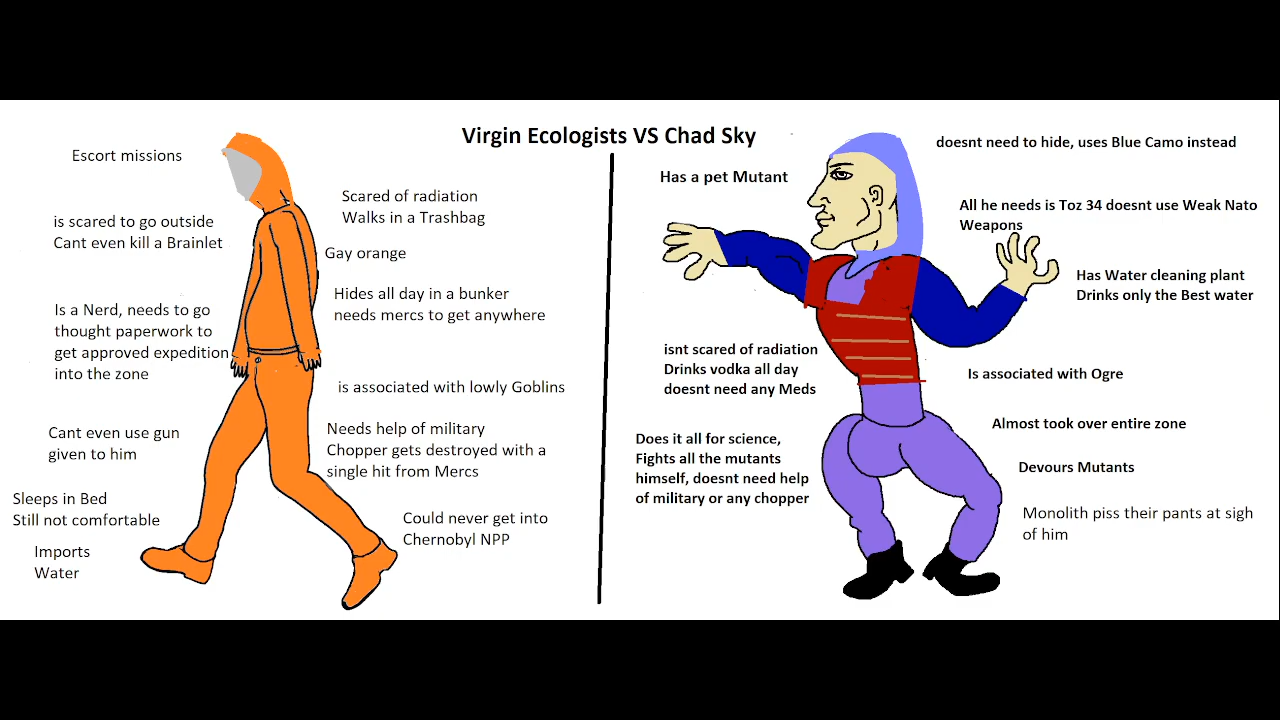 Virgin Ecologists VS Chad Sky
Escort missions
Scared of radiation
Walks in a Trashbag
is scared to go outside
Cant even kill a Brainlet
Gay orange
Hides all day in a bunker
needs mercs to get anywhere
Is a Nerd, needs to go
thought paperwork to
get approved expedition
into the zone
is associated with lowly Goblins
Needs help of military
Chopper gets destroyed with a
single hit from Mercs
Cant even use gun
given to him
Sleeps in Bed
Still not comfortable
Could never get into
Chernobyl NPP
Imports
Water
doesnt need to hide, uses Blue Camo instead
Has a pet Mutant
All he needs is Toz 34 doesnt use Weak Nato
Weapons
Has Water cleaning plant
Drinks only the Best water
isnt scared of radiation
Drinks vodka all day
doesnt need any Meds
Is associated with Ogre
Almost took over entire zone
Does it all for science,
Fights all the mutants
himself, doesnt need help
of military or any chopper
Devours Mutants
Monolith piss their pants at sigh
of him